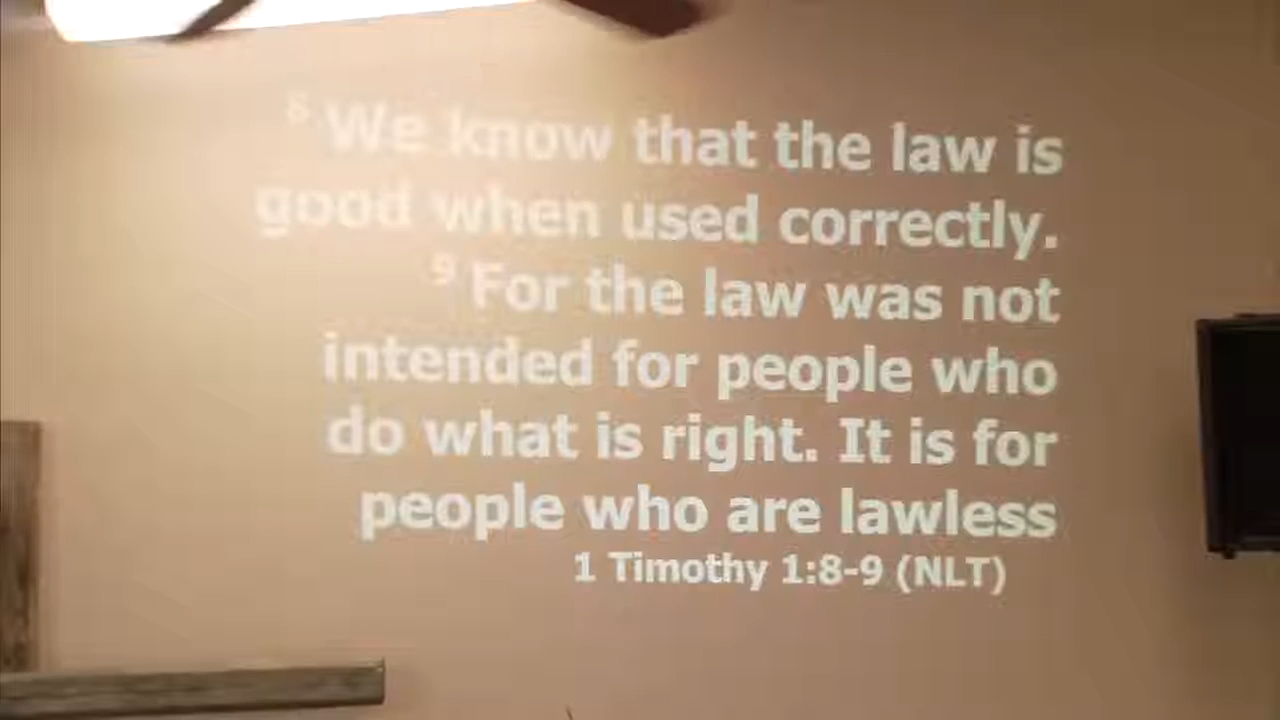 8 We know that the law is
good when used correctly.
9 For the law was not
intended for people who
do what is right. It is for
people who are lawless
1 Timothy 1:8-9 (NLT)